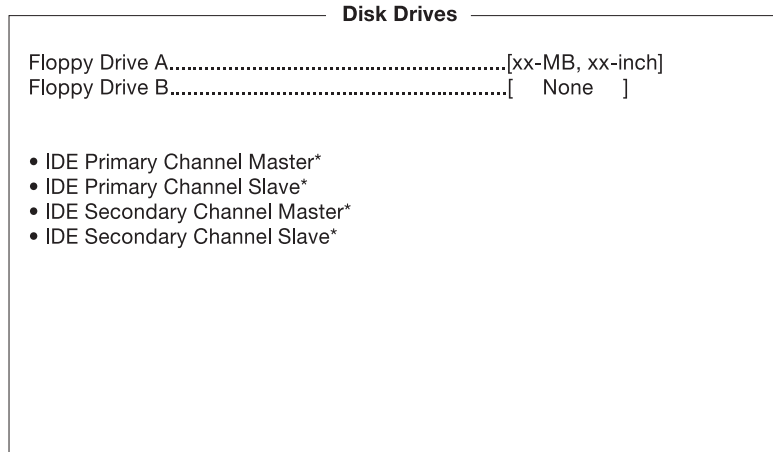 Disk Drives
Floppy Drive A......................................................[xx-MB, xx-inch]
Floppy Drive B......................................................[ None ]
• IDE Primary Channel Master*
• IDE Primary Channel Slave*
• IDE Secondary Channel Master*
• IDE Secondary Channel Slave*